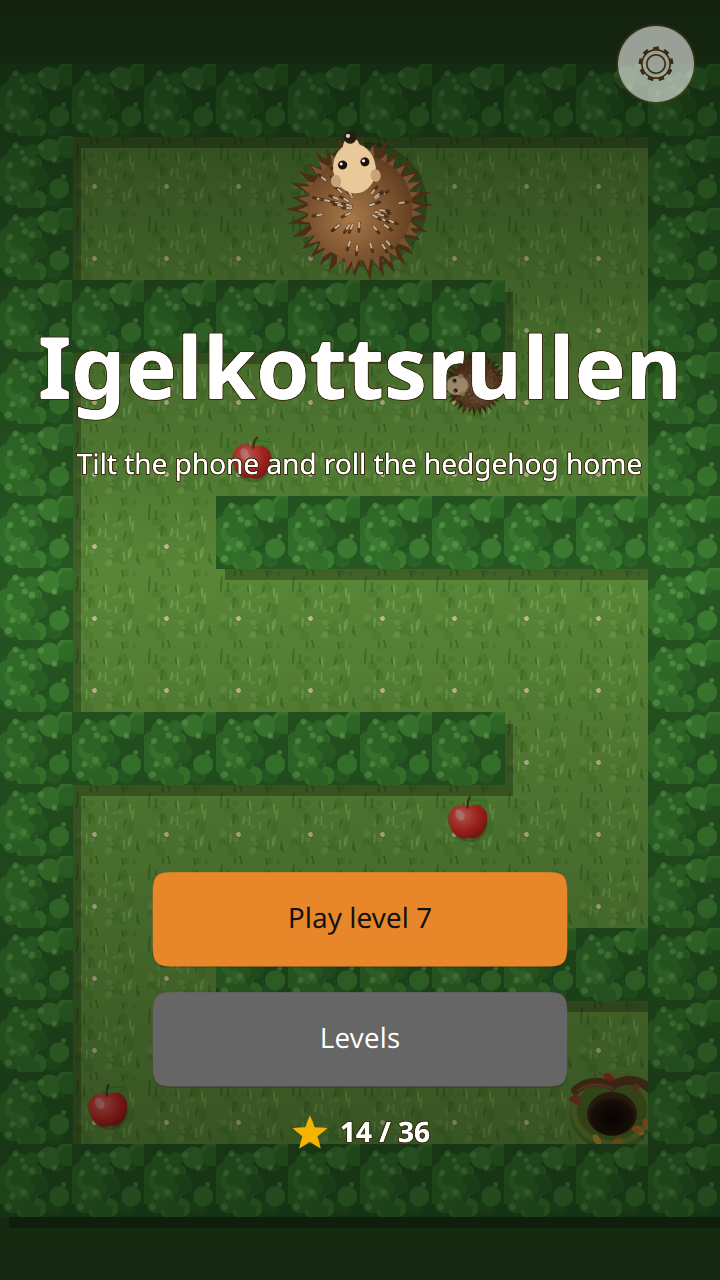 Igelkottsrullen
Tilt the phone and roll the hedgehog home
Play level 7
Levels
14 / 36